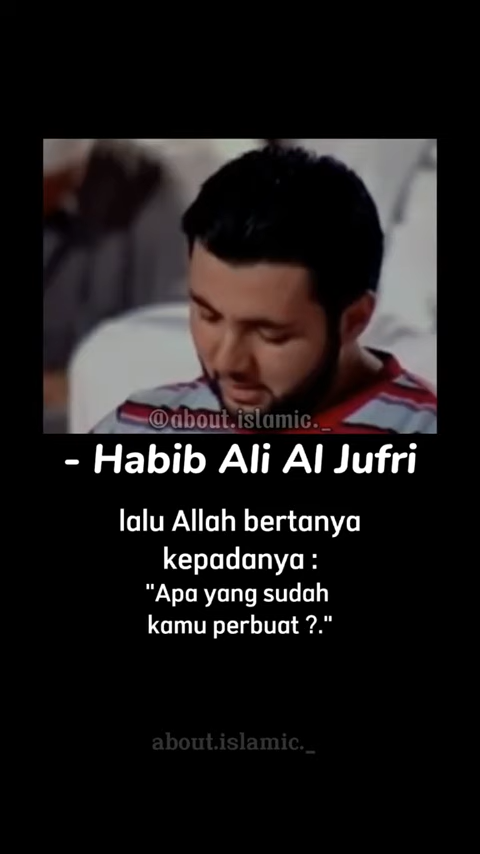 @about.islamic._
- Habib Ali Al Jufri
lalu Allah bertanya
kepadanya :
"Apa yang sudah
kamu perbuat ?."
about.islamic._